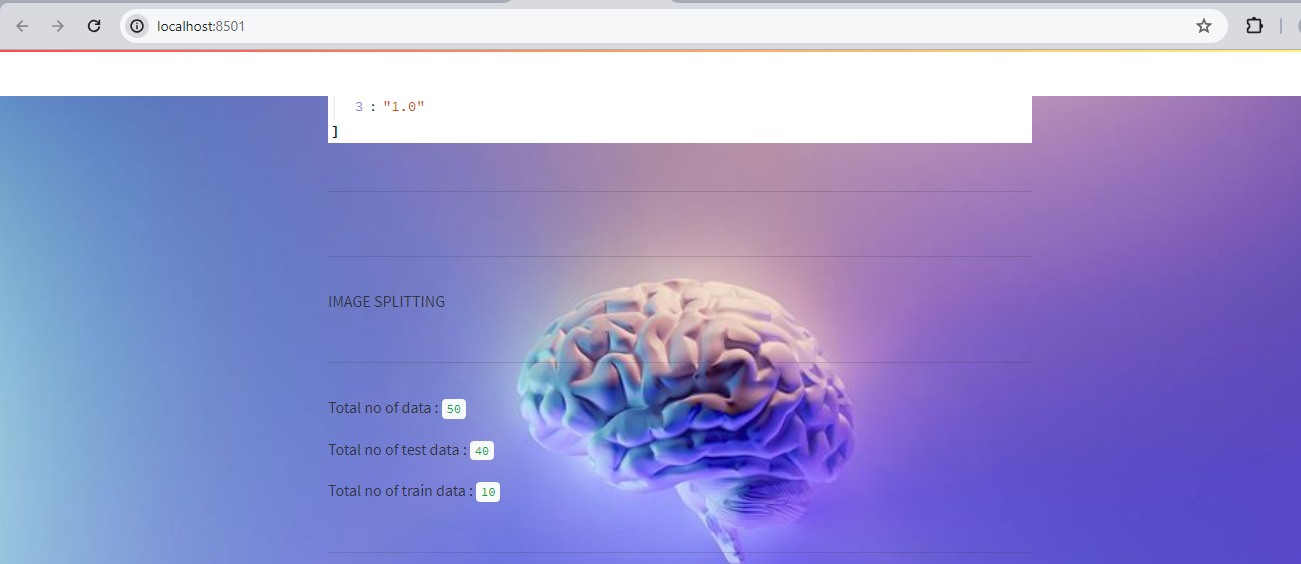 localhost:8501
3 : "1.0"
]
IMAGE SPLITTING
Total no of data : 50
Total no of test data : 40
Total no of train data : 10